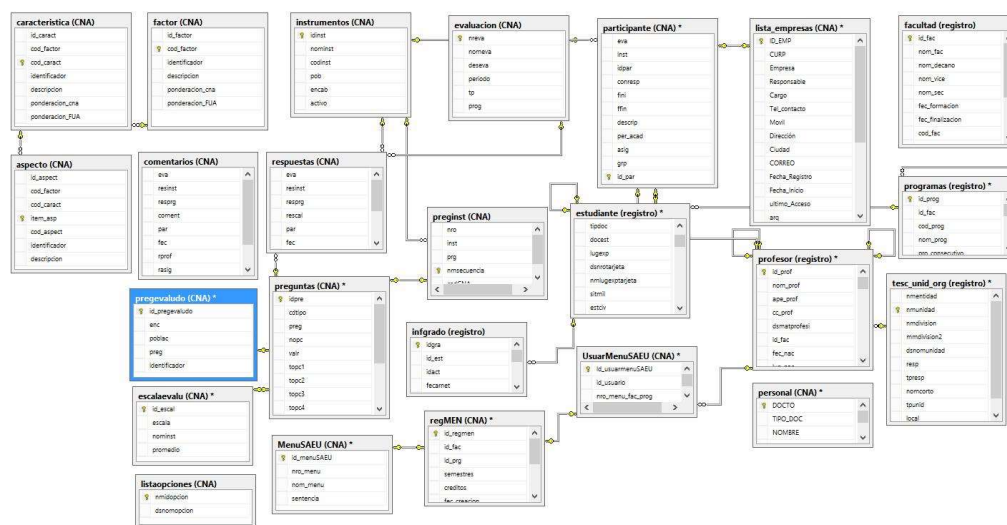 caracteristica (CNA)
id_caract
cod_factor
cod_caract
identificador
descripcion
ponderacion_cna
ponderacion_FUA
factor (CNA)
id_factor
cod_factor
identificador
descripcion
ponderacion_cna
ponderacion_FUA
instrumentos (CNA)
idinst
nominst
codinst
pob
encab
activo
evaluacion (CNA)
nreva
nomeva
deseva
periodo
tp
prog
participante (CNA) *
eva
inst
idpar
conresp
fini
ffin
descrip
per_acad
asig
grp
id_par
lista_empresas (CNA) *
ID_EMP
CURP
Empresa
Responsable
Cargo
Tel_contacto
Movil
Dirección
Ciudad
CORREO
Fecha_Registro
Fecha_Inicio
ultimo_Acceso
arq
facultad (registro)
id_fac
nom_fac
nom_decano
nom_vice
nom_sec
fec_formacion
fec_finalizacion
cod_fac
aspecto (CNA)
id_aspect
cod_factor
cod_caract
item_asp
cod_aspect
identificador
descripcion
comentarios (CNA)
eva
resinst
resprg
coment
par
fec
rprof
rasig
respuestas (CNA)
eva
resinst
resprg
rescal
par
fec
preginst (CNA)
nro
inst
prg
nmsecuencia
estudiante (registro) *
tipdoc
docest
lugexp
dsnrotarjeta
nmlugexptarjeta
sitmil
estciv
programas (registro) *
id_prog
id_fac
cod_prog
nom_prog
pro_consecutivo
profesor (registro) *
id_prof
nom_prof
ape_prof
cc_prof
dsmatprofesi
id_fac
fec_nac
tesc_unid_org (registro) *
nmentidad
nmunidad
nmdivision
mmdivision2
dsnomunidad
resp
tpresp
nomcorto
tpunid
local
pregevaludo (CNA) *
id_pregevaludo
enc
poblac
preg
identificador
preguntas (CNA) *
idpre
cdtipo
preg
nopc
valr
topc1
topc2
topc3
topc4
infgrado (registro)
idgra
id_est
idact
fecarnet
UsuarMenuSAEU (CNA) *
id_usuarmenuSAEU
id_usuario
nro_menu_fac_prog
personal (CNA) *
DOCTO
TIPO_DOC
NOMBRE
escalaevalu (CNA) *
id_escal
escala
nominst
promedio
MenuSAEU (CNA) *
id_menuSAEU
nro_menu
nom_menu
sentencia
regMEN (CNA) *
id_regmen
id_fac
id_prg
semestres
creditos
fec_creacion
listaopciones (CNA)
nmidopcion
dsnomopcion